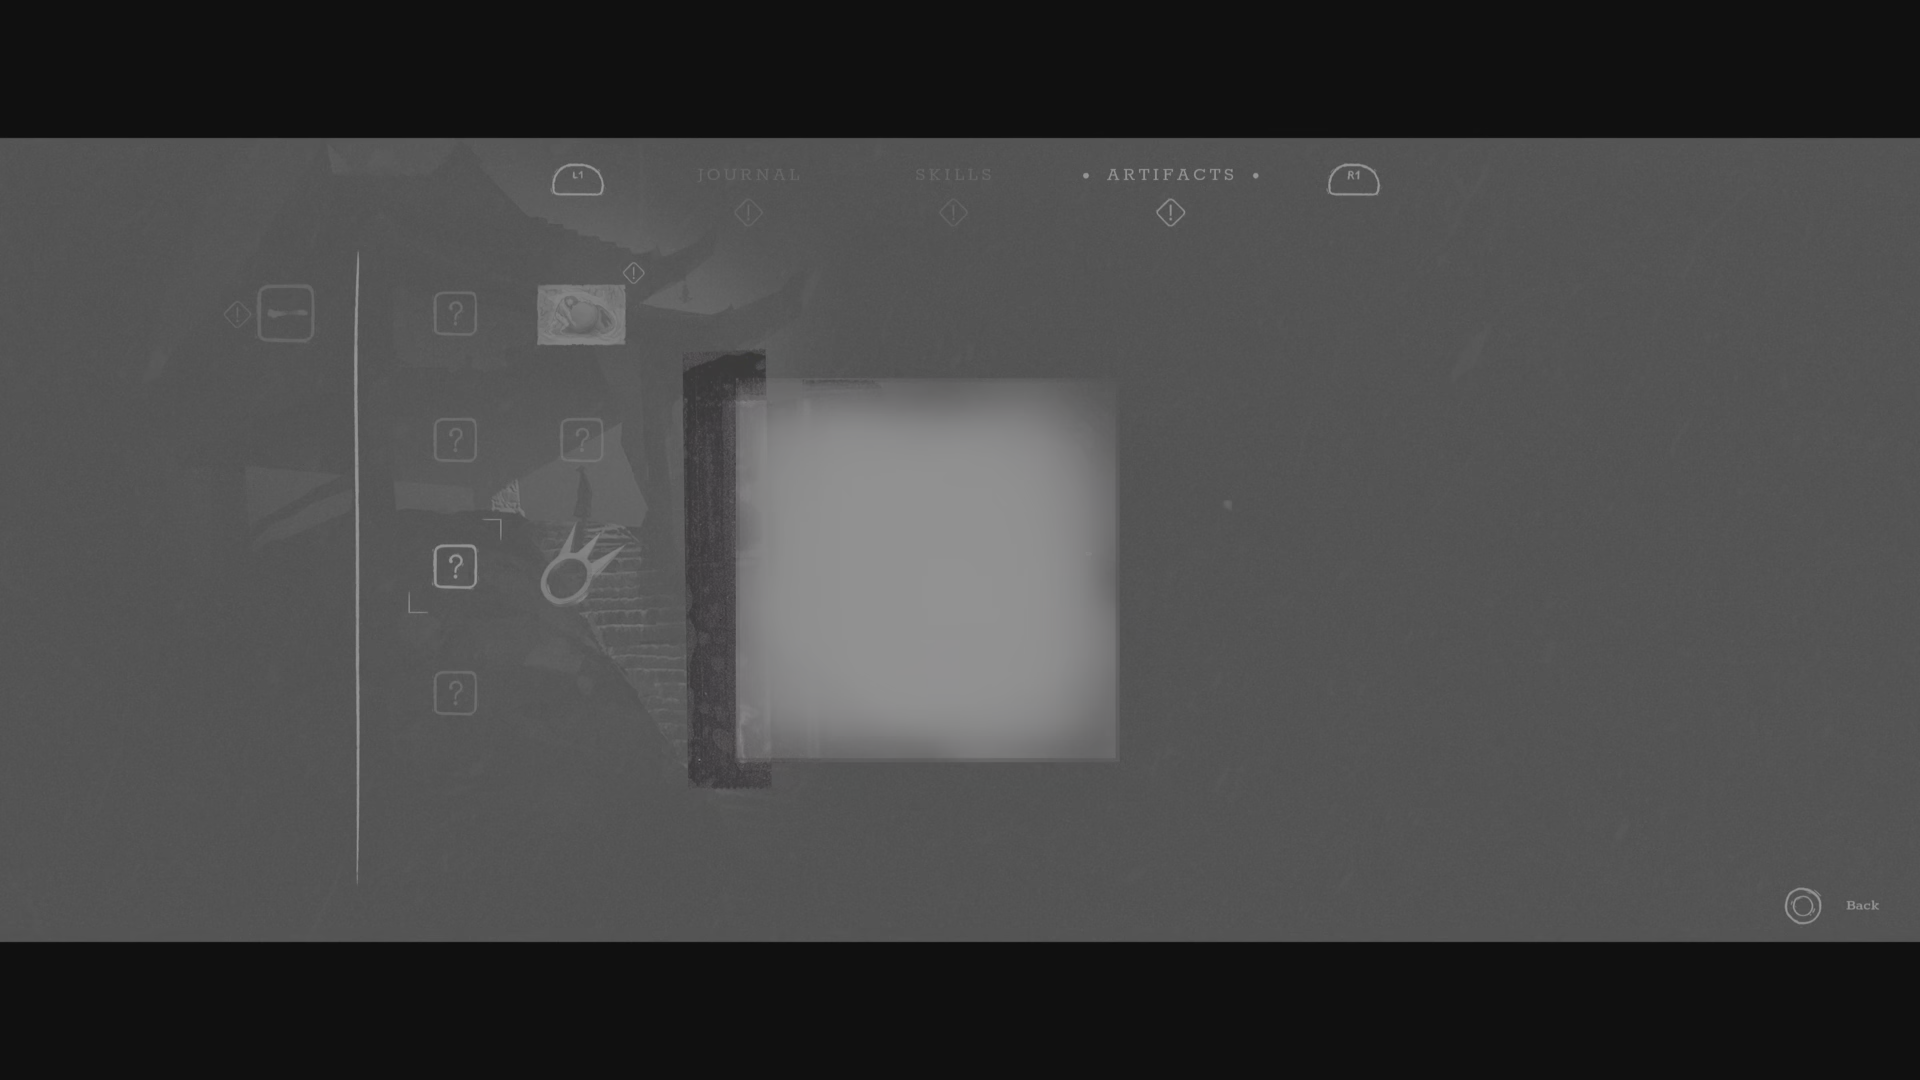 L1 JOURNAL SKILLS • ARTIFACTS • R1
! ! !
!
! ? 
? ?
?
?
Back